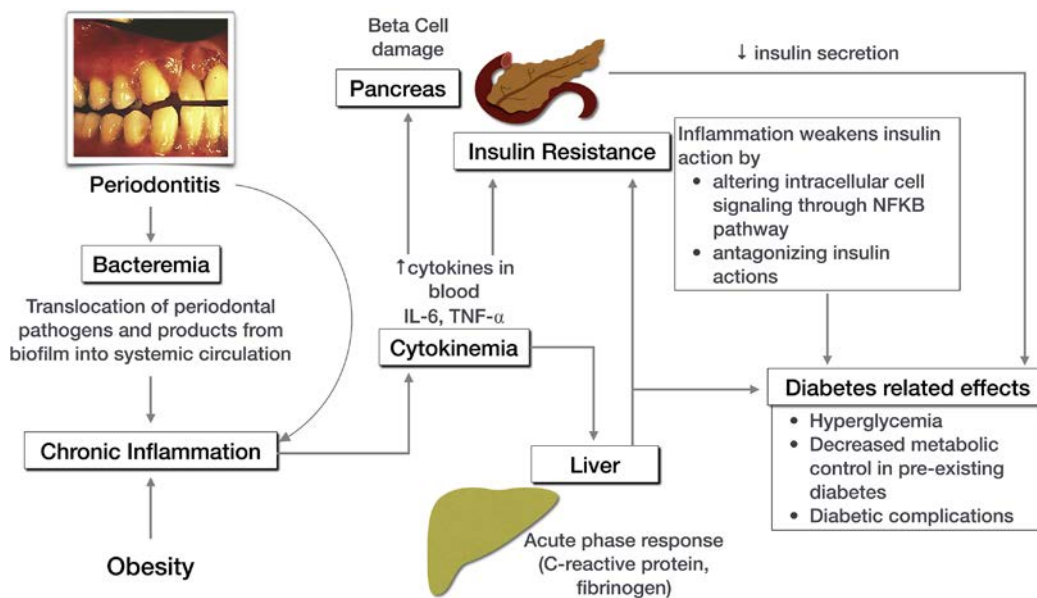 Periodontitis
Bacteremia
Translocation of periodontal
pathogens and products from
biofilm into systemic circulation
Chronic Inflammation
Obesity
Beta Cell
damage
Pancreas
Insulin Resistance
↑cytokines in
blood
IL-6, TNF-α
Cytokinemia
Liver
Acute phase response
(C-reactive protein,
fibrinogen)
↓ insulin secretion
Inflammation weakens insulin
action by
• altering intracellular cell
signaling through NFKB
pathway
• antagonizing insulin
actions
Diabetes related effects
• Hyperglycemia
• Decreased metabolic
control in pre-existing
diabetes
• Diabetic complications